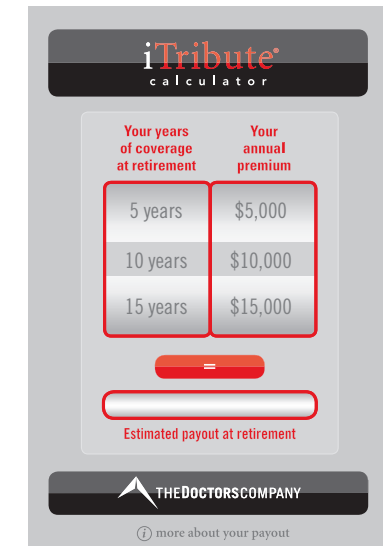 iTribute®
calculator
Your years Your
of coverage annual
at retirement premium
5 years $5,000
10 years $10,000
15 years $15,000
=
Estimated payout at retirement
THEDOCTORSCOMPANY
i more about your payout